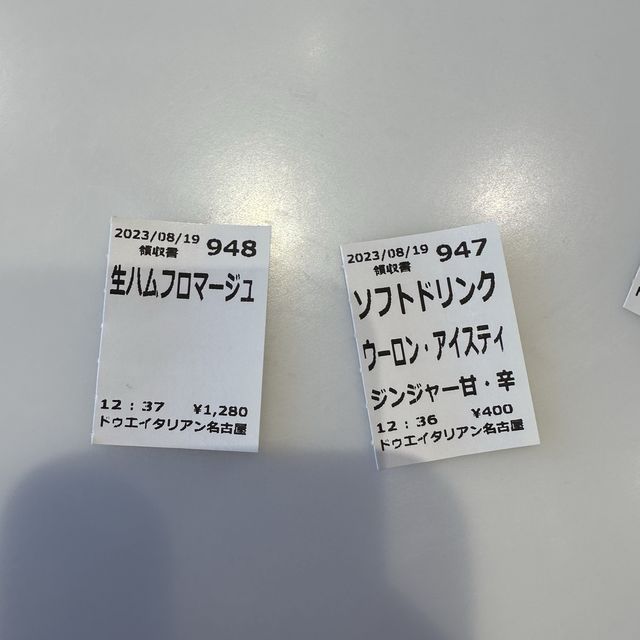 2023/08/19 948
領収書
生ハムフロマージュ
12 : 37 ¥1,280
ドゥエイタリアン名古屋
2023/08/19 947
領収書
ソフトドリンク
ウーロン・アイスティ
ジンジャー甘・辛
12 : 36 ¥400
ドゥエイタリアン名古屋